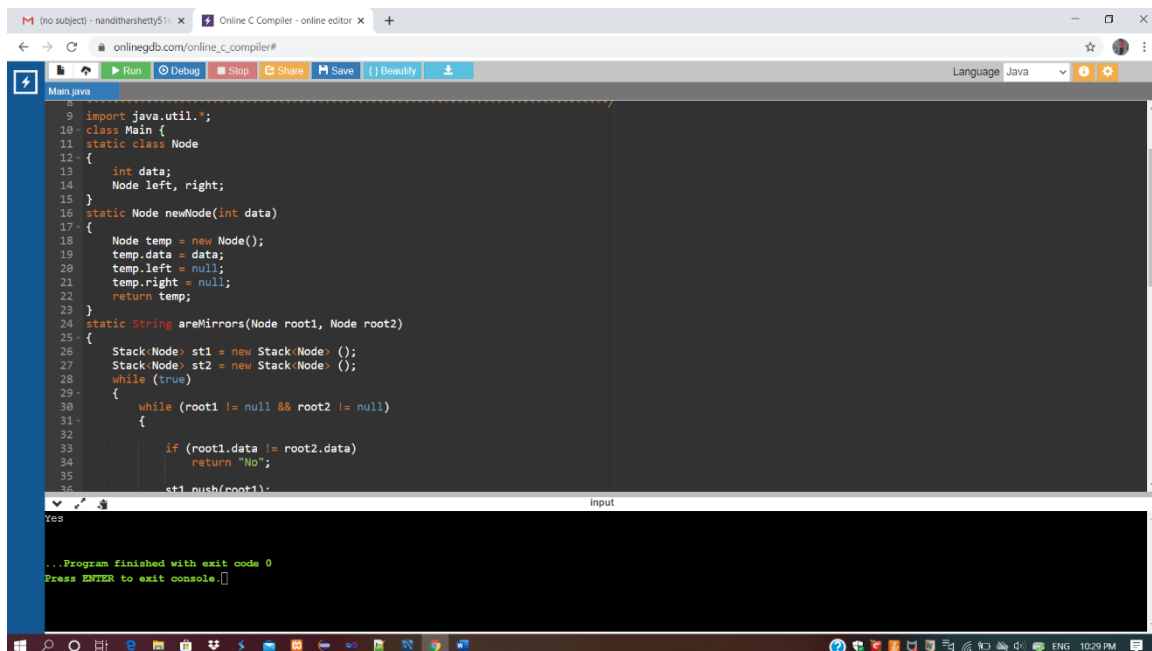 (no subject) - nanditharshetty51
Online C Compiler - online editor
onlinegdb.com/online_c_compiler#
Run Debug Stop Share Save { } Beautify Language Java
Main.java
8 ******************************************************************************/
9 import java.util.*;
10 class Main {
11 static class Node
12 {
13 int data;
14 Node left, right;
15 }
16 static Node newNode(int data)
17 {
18 Node temp = new Node();
19 temp.data = data;
20 temp.left = null;
21 temp.right = null;
22 return temp;
23 }
24 static String areMirrors(Node root1, Node root2)
25 {
26 Stack<Node> st1 = new Stack<Node> ();
27 Stack<Node> st2 = new Stack<Node> ();
28 while (true)
29 {
30 while (root1 != null && root2 != null)
31 {
32
33 if (root1.data != root2.data)
34 return "No";
35
36 st1.push(root1);
input
Yes
...Program finished with exit code 0
Press ENTER to exit console.
ENG 10:29 PM